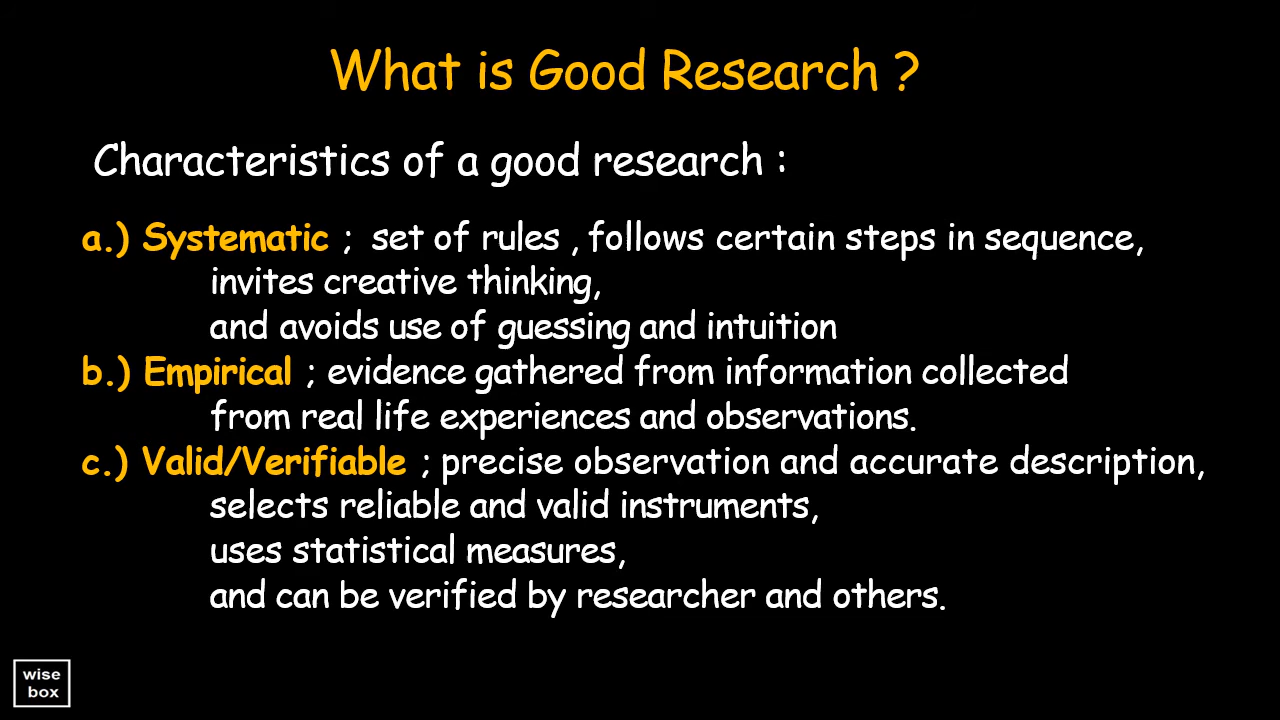 What is Good Research ?
Characteristics of a good research :
a.) Systematic ; set of rules , follows certain steps in sequence,
invites creative thinking,
and avoids use of guessing and intuition
b.) Empirical ; evidence gathered from information collected
from real life experiences and observations.
c.) Valid/Verifiable ; precise observation and accurate description,
selects reliable and valid instruments,
uses statistical measures,
and can be verified by researcher and others.
wise
box